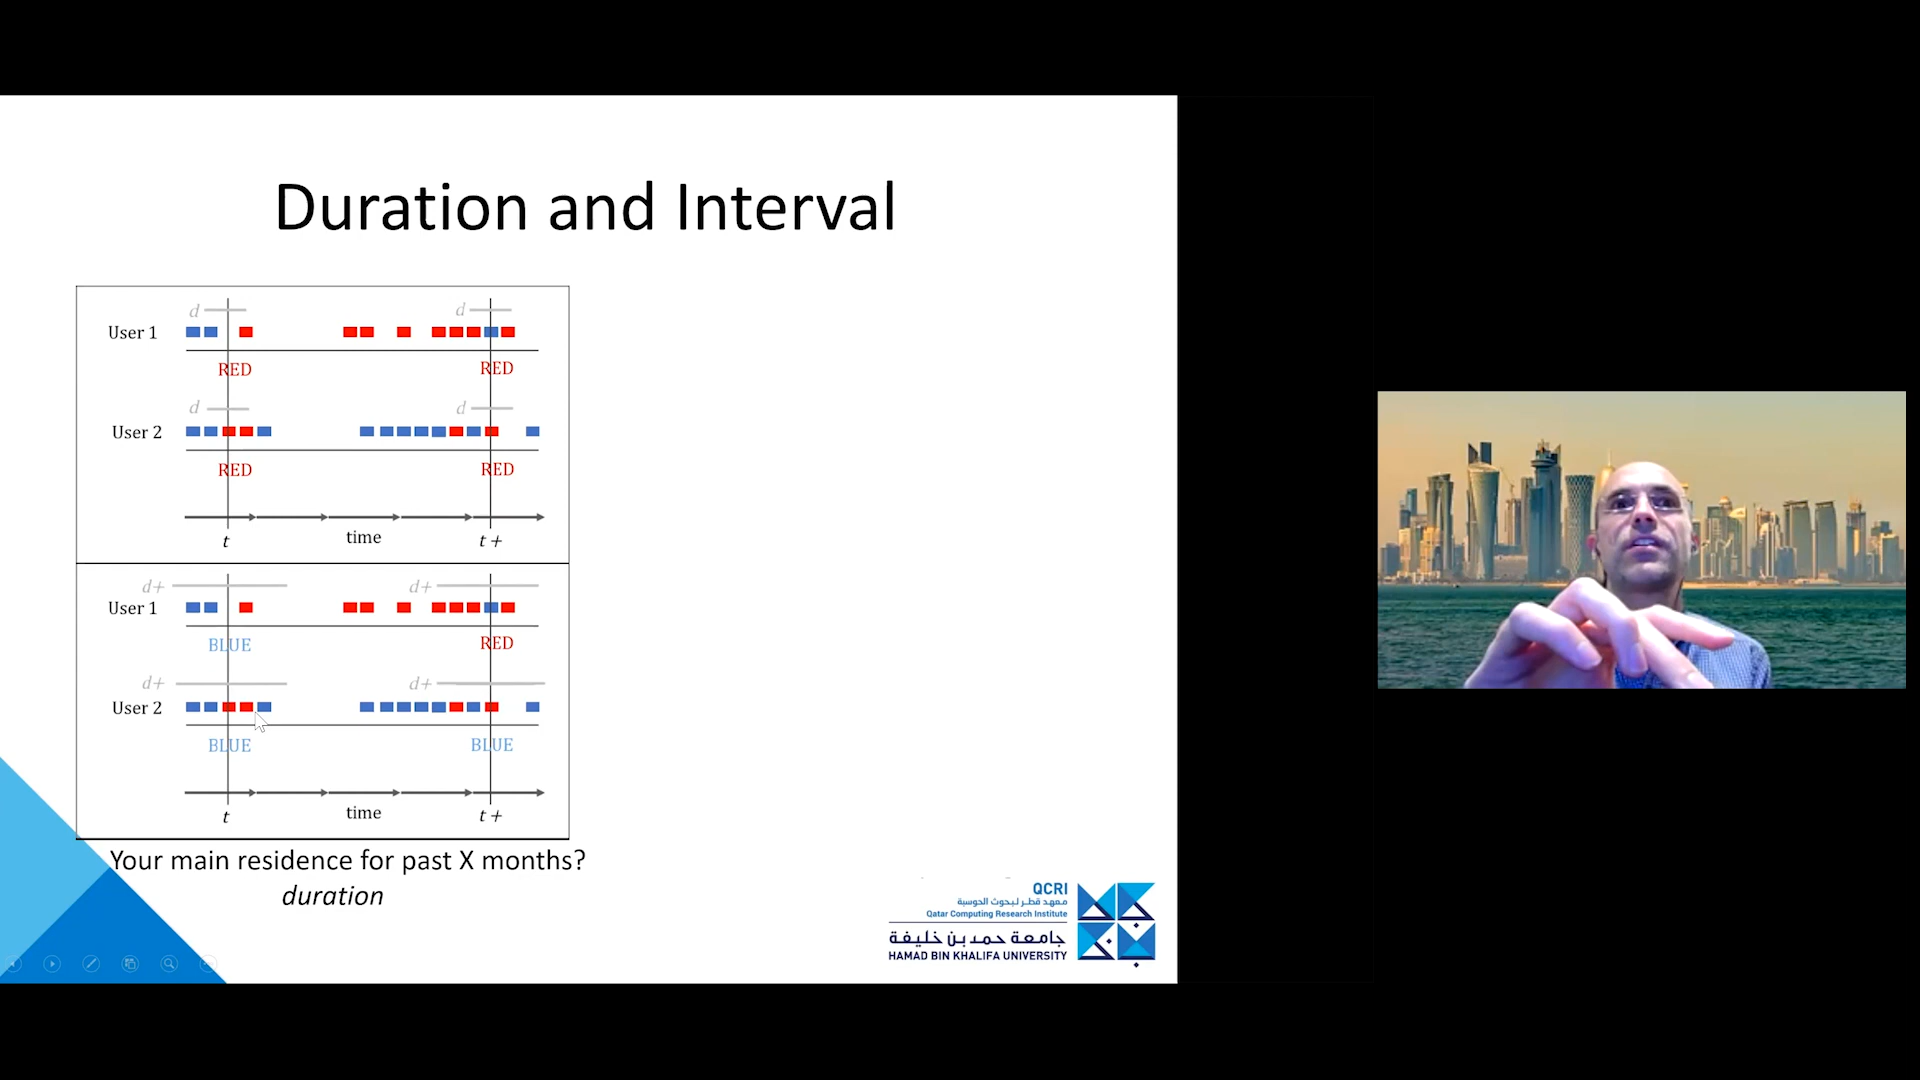 Duration and Interval
d d
User 1
RED RED
d d
User 2
RED RED
time
t t +
d+ d+
User 1
BLUE RED
d+ d+
User 2
BLUE BLUE
time
t t +
Your main residence for past X months?
duration
QCRI
معهد قطر لبحوث الحوسبة
Qatar Computing Research Institute
جامعة حمد بن خليفة
HAMAD BIN KHALIFA UNIVERSITY